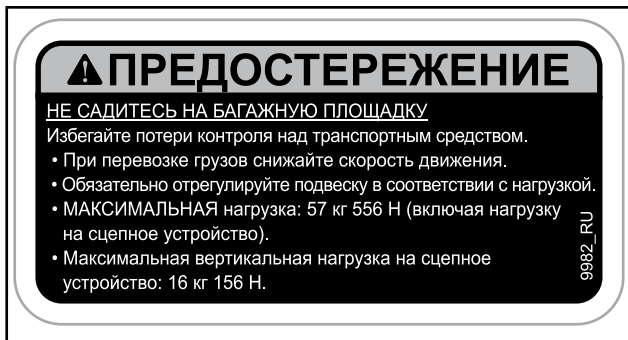 ПРЕДОСТЕРЕЖЕНИЕ
НЕ САДИТЕСЬ НА БАГАЖНУЮ ПЛОЩАДКУ
Избегайте потери контроля над транспортным средством.
• При перевозке грузов снижайте скорость движения.
• Обязательно отрегулируйте подвеску в соответствии с нагрузкой.
• МАКСИМАЛЬНАЯ нагрузка: 57 кг 556 Н (включая нагрузку
на сцепное устройство).
• Максимальная вертикальная нагрузка на сцепное
устройство: 16 кг 156 Н.
9982_RU